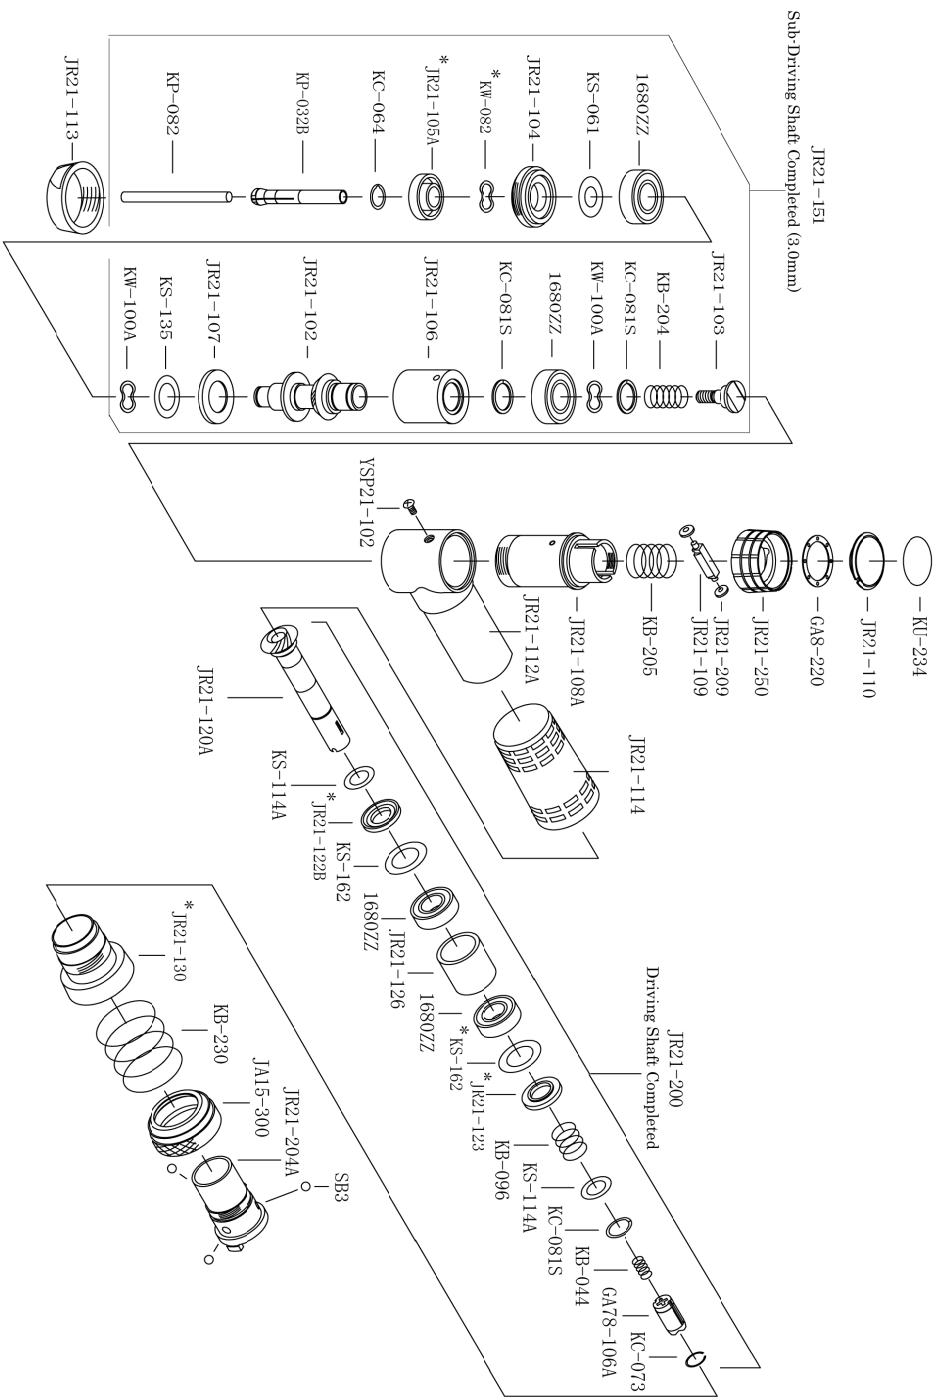 JR21-151
Sub-Driving Shaft Completed (3.0mm)
1680ZZ
KS-061
JR21-104
*KW-082
*JR21-105A
KC-064
KP-032B
KP-082
JR21-113
JR21-103
KB-204
KC-081S
KW-100A
1680ZZ
KC-081S
JR21-106
JR21-102
JR21-107
KS-135
KW-100A
KU-234
JR21-110
GA8-220
JR21-250
JR21-209
JR21-109
KB-205
JR21-108A
JR21-112A
YSP21-102
JR21-114
JR21-200
Driving Shaft Completed
JR21-120A
KS-114A
*JR21-122B
KS-162
1680ZZ
JR21-126
1680ZZ
*KS-162
*JR21-123
KB-096
KS-114A
KC-081S
KB-044
GA78-106A
KC-073
*JR21-130
KB-230
JA15-300
JR21-204A
SB3